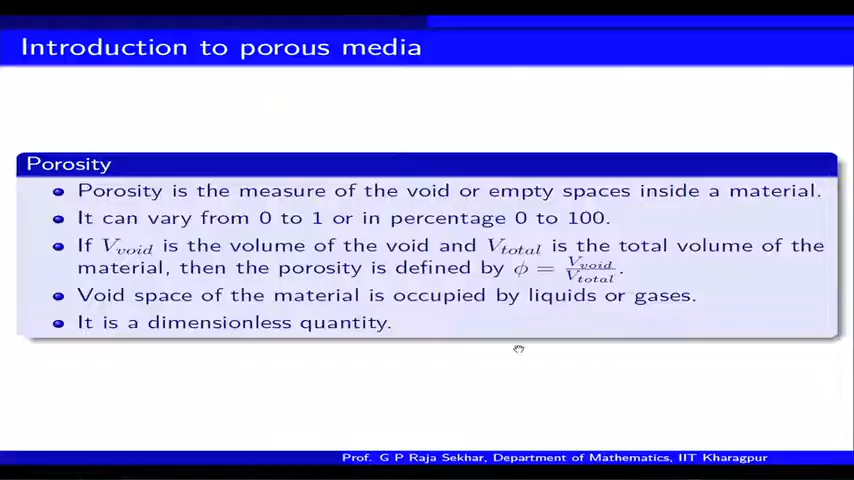 Introduction to porous media
Porosity
Porosity is the measure of the void or empty spaces inside a material.
It can vary from 0 to 1 or in percentage 0 to 100.
If V_void is the volume of the void and V_total is the total volume of the
material, then the porosity is defined by ϕ = V_void/V_total.
Void space of the material is occupied by liquids or gases.
It is a dimensionless quantity.
Prof. G P Raja Sekhar, Department of Mathematics, IIT Kharagpur